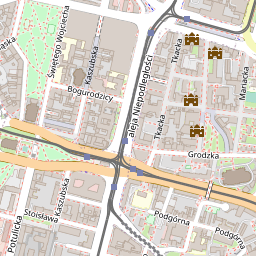 Świętego Wojciecha
Kaszubska
Bogurodzicy
aleja Niepodległości
Tkacka
Mariacka
Tkacka
Grodzka
Kaszubska
Stoisława
Potulicka
Podgórna
Podgórna